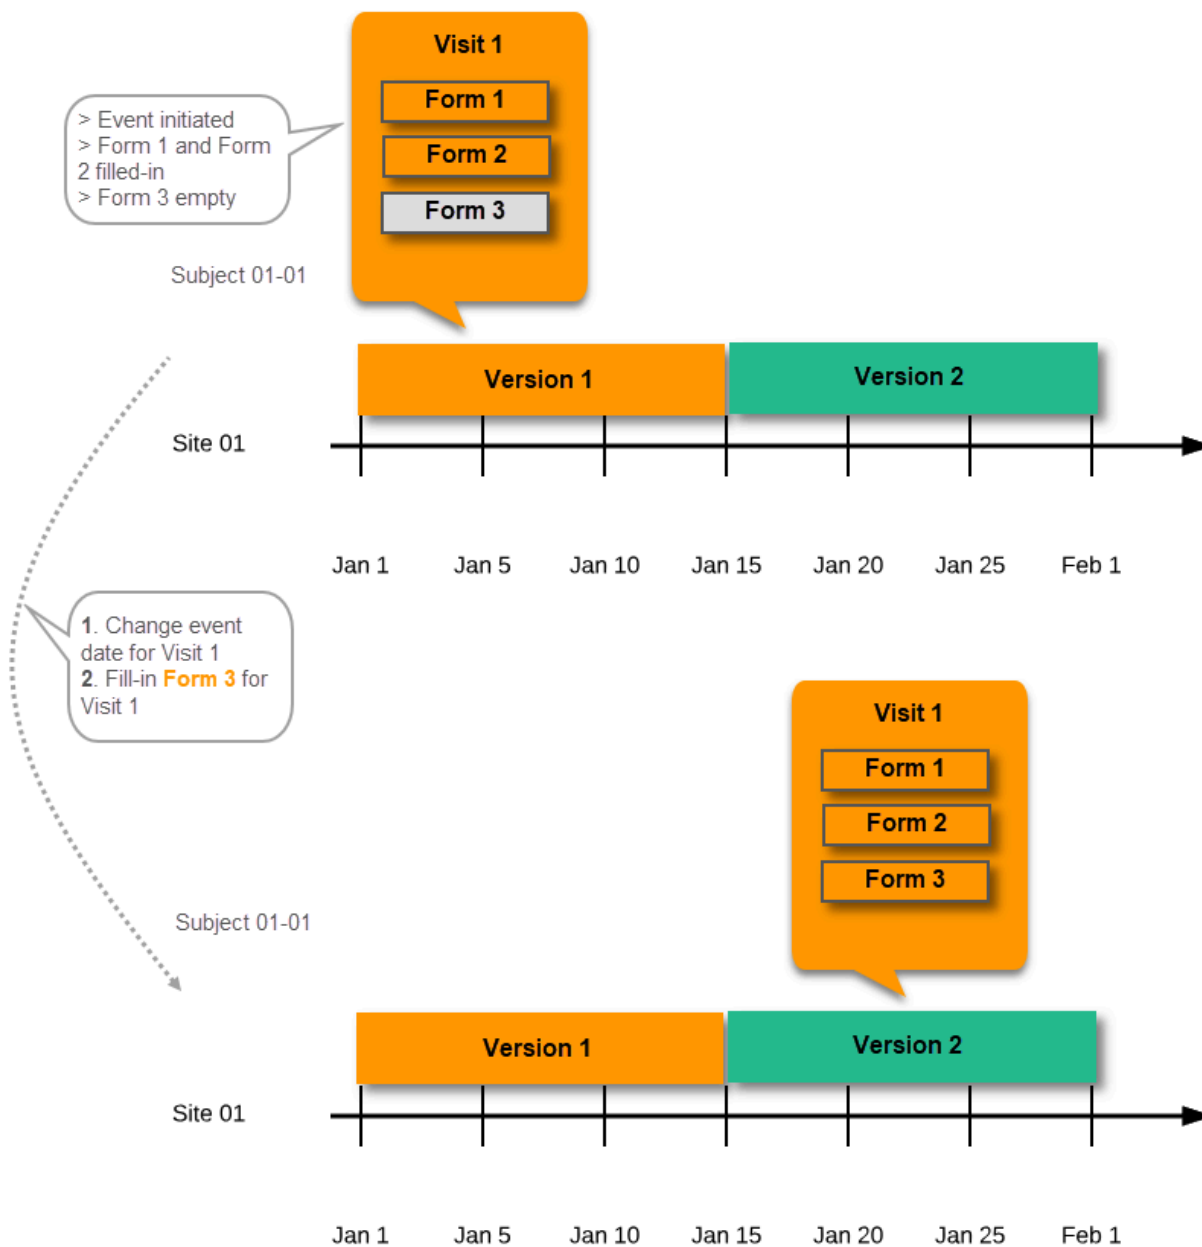 Visit 1
Form 1
Form 2
Form 3
> Event initiated
> Form 1 and Form
2 filled-in
> Form 3 empty
Subject 01-01
Version 1
Version 2
Site 01
Jan 1
Jan 5
Jan 10
Jan 15
Jan 20
Jan 25
Feb 1
1. Change event
date for Visit 1
2. Fill-in Form 3 for
Visit 1
Visit 1
Form 1
Form 2
Form 3
Subject 01-01
Version 1
Version 2
Site 01
Jan 1
Jan 5
Jan 10
Jan 15
Jan 20
Jan 25
Feb 1